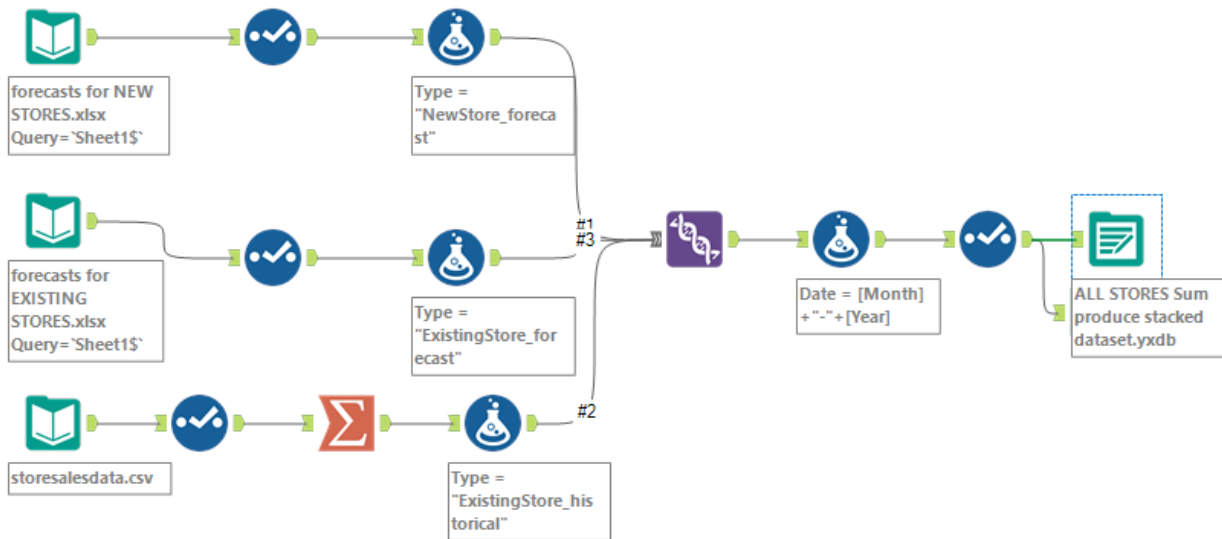 forecasts for NEW
STORES.xlsx
Query=`Sheet1$`
Type =
"NewStore_foreca
st"
#1
#3
forecasts for
EXISTING
STORES.xlsx
Query=`Sheet1$`
Type =
"ExistingStore_for
ecast"
Date = [Month]
+"-"+[Year]
ALL STORES Sum
produce stacked
dataset.yxdb
#2
storesalesdata.csv
Type =
"ExistingStore_his
torical"